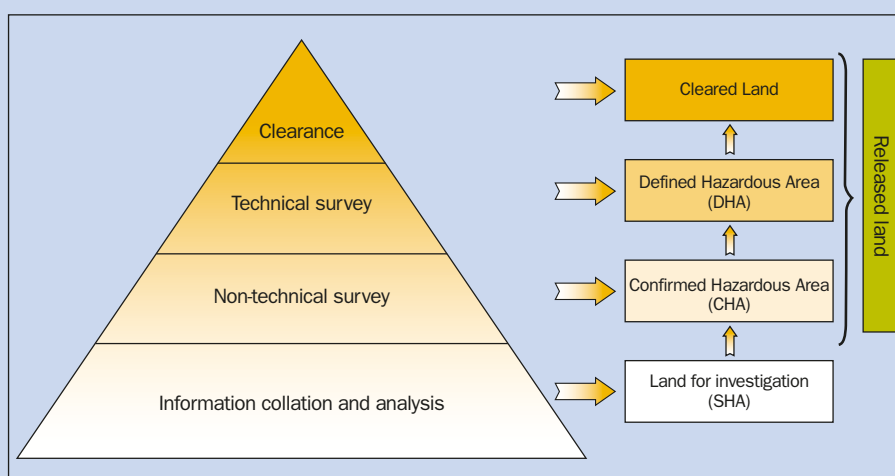 Clearance
Technical survey
Non-technical survey
Information collation and analysis
Cleared Land
Defined Hazardous Area
(DHA)
Confirmed Hazardous Area
(CHA)
Land for investigation
(SHA)
Released land